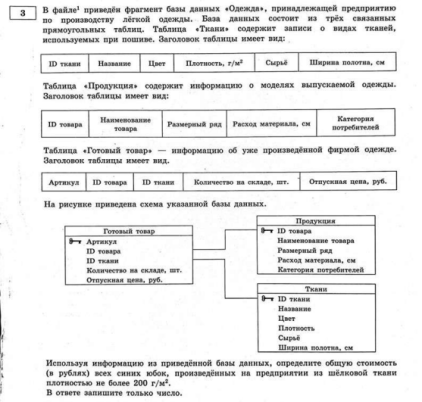 3
В файле¹ приведён фрагмент базы данных «Одежда», принадлежащей предприятию
по производству лёгкой одежды. База данных состоит из трёх связанных
прямоугольных таблиц. Таблица «Ткани» содержит записи о видах тканей,
используемых при пошиве. Заголовок таблицы имеет вид:
ID ткани Название Цвет Плотность, г/м² Сырьё Ширина полотна, см
Таблица «Продукция» содержит информацию о моделях выпускаемой одежды.
Заголовок таблицы имеет вид:
ID товара Наименование товара Размерный ряд Расход материала, см Категория потребителей
Таблица «Готовый товар» — информацию об уже произведённой фирмой одежде.
Заголовок таблицы имеет вид.
Артикул ID товара ID ткани Количество на складе, шт. Отпускная цена, руб.
На рисунке приведена схема указанной базы данных.
Готовый товар
Артикул
ID товара
ID ткани
Количество на складе, шт.
Отпускная цена, руб.
Продукция
ID товара
Наименование товара
Размерный ряд
Расход материала, см
Категория потребителей
Ткани
ID ткани
Название
Цвет
Плотность
Сырьё
Ширина полотна, см
Используя информацию из приведённой базы данных, определите общую стоимость
(в рублях) всех синих юбок, произведённых на предприятии из шёлковой ткани
плотностью не более 200 г/м².
В ответе запишите только число.